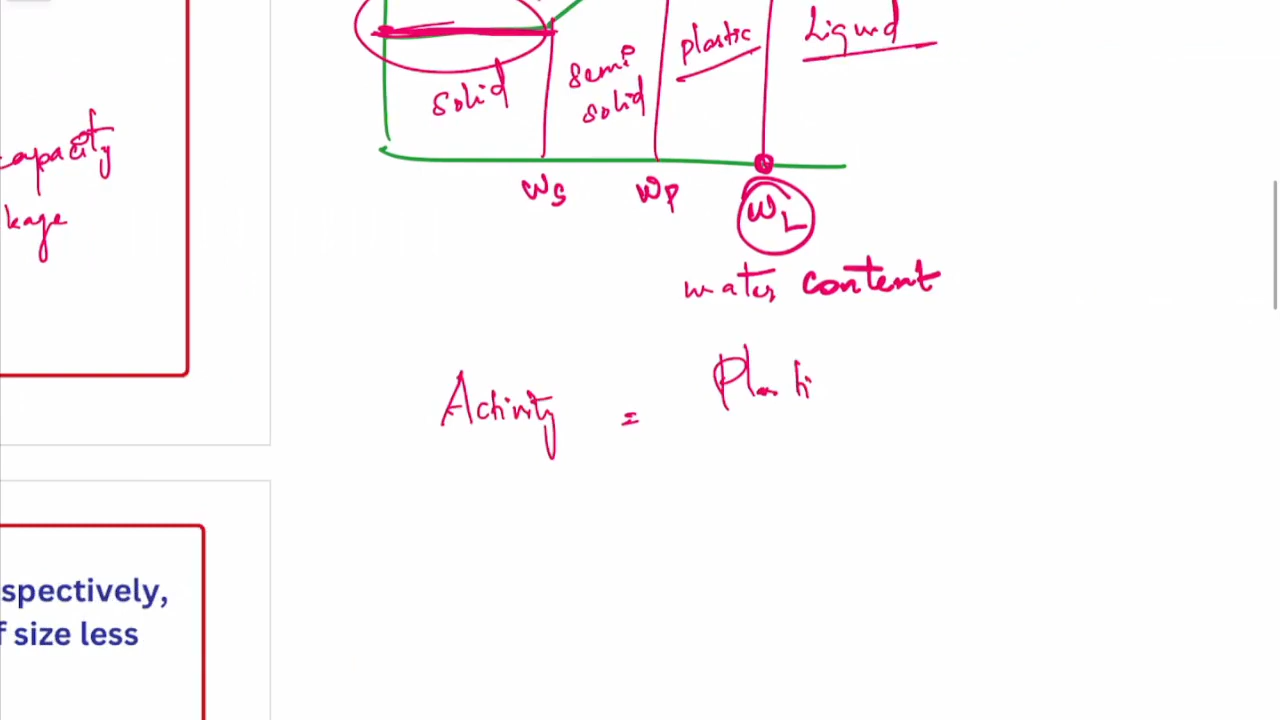 Liquid
plastic
semi
solid
solid
capacity
kage
ws wp wL
water content
Activity = Plasti
spectively,
f size less